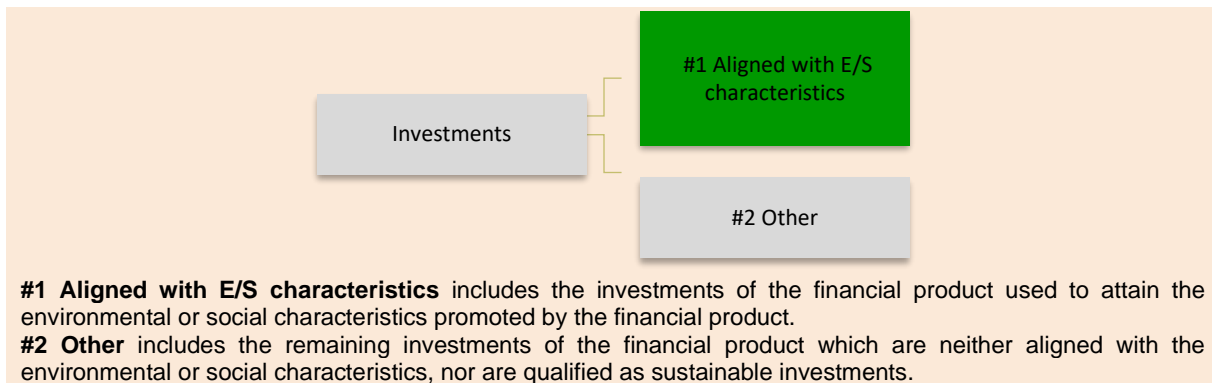 #1 Aligned with E/S
characteristics
Investments
#2 Other
#1 Aligned with E/S characteristics includes the investments of the financial product used to attain the
environmental or social characteristics promoted by the financial product.
#2 Other includes the remaining investments of the financial product which are neither aligned with the
environmental or social characteristics, nor are qualified as sustainable investments.